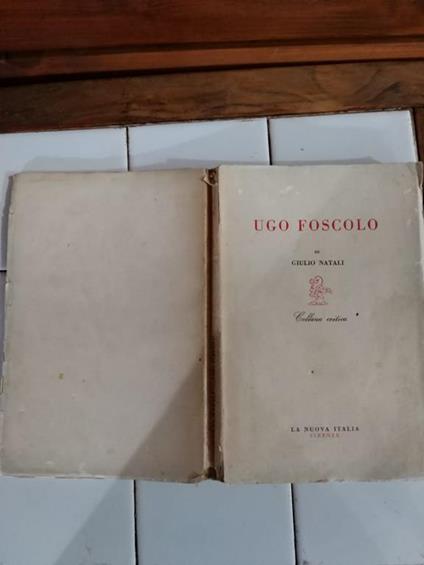 UGO FOSCOLO
DI
GIULIO NATALI
Collana critica
LA NUOVA ITALIA
FIRENZE